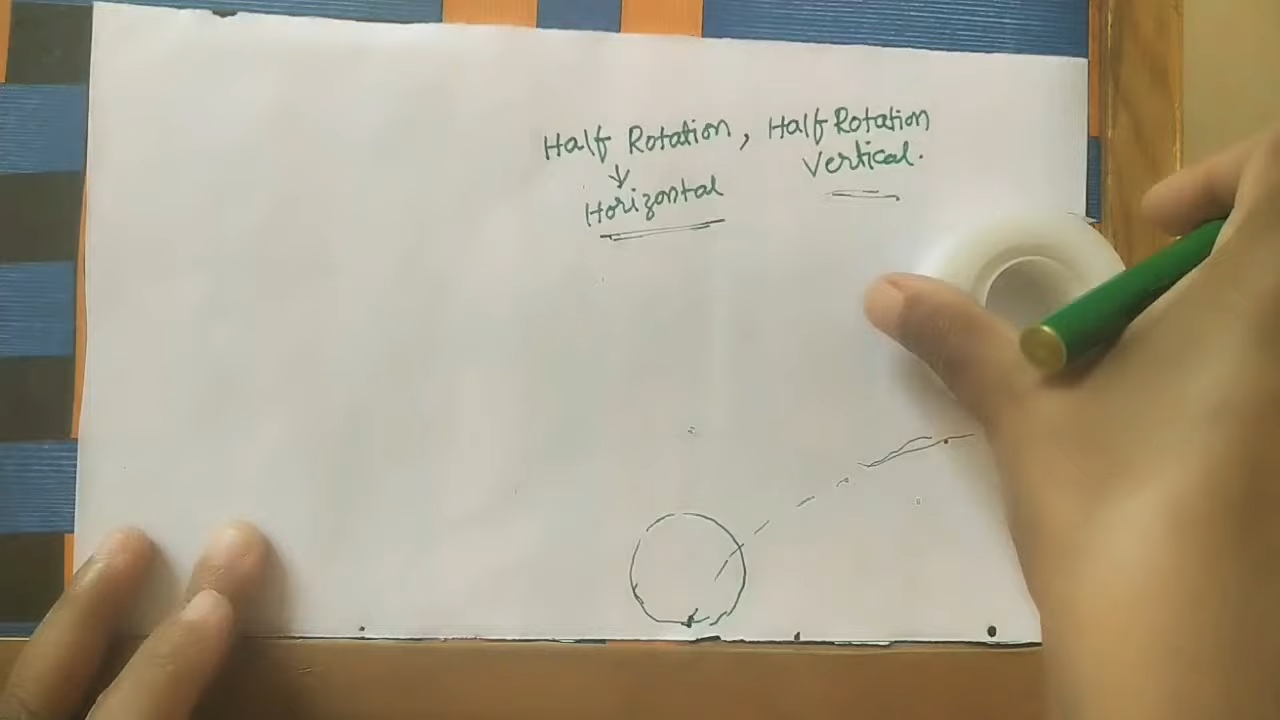 Half Rotation, Half Rotation
Vertical.
↓
Horizontal